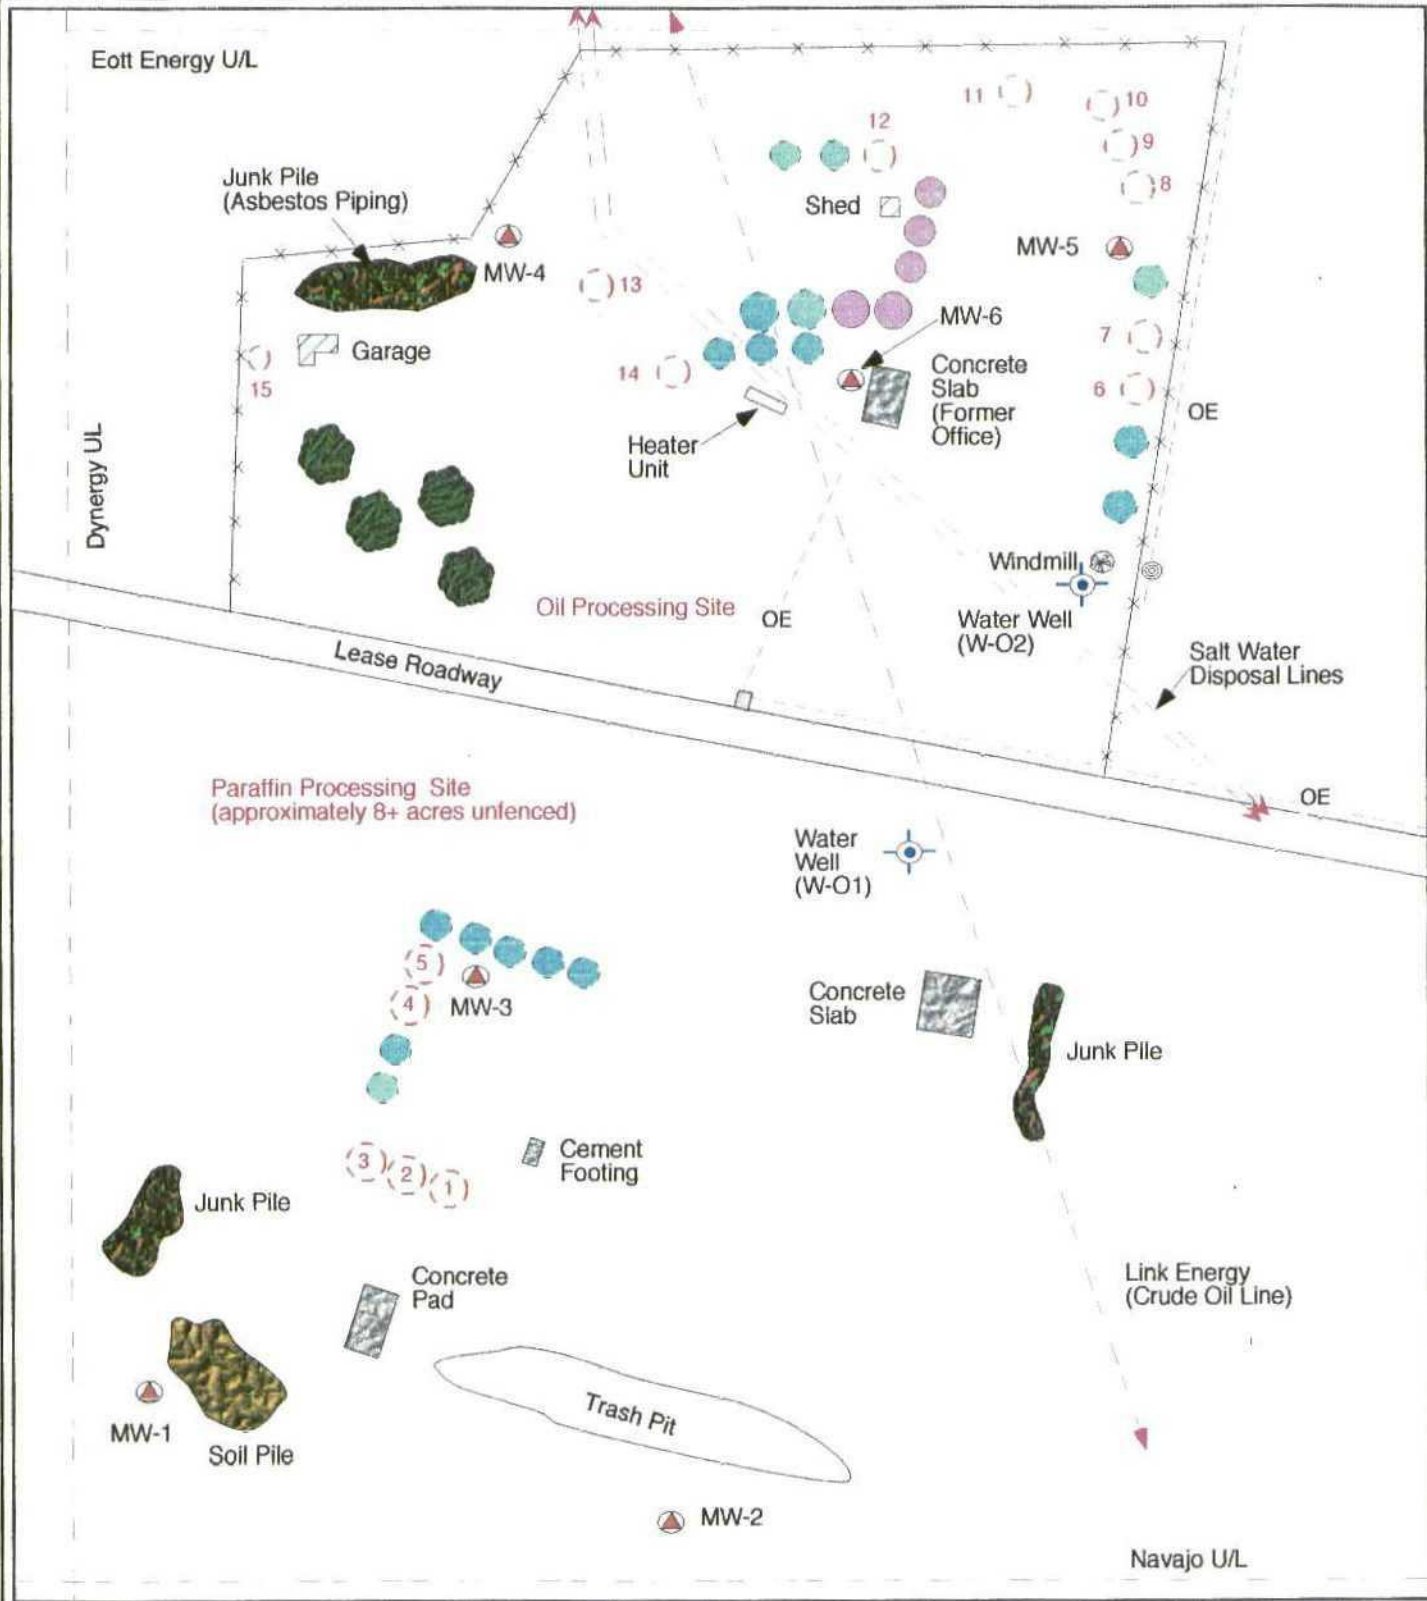 Eott Energy U/L
11
10
12
9
Junk Pile
(Asbestos Piping)
8
Shed
MW-5
MW-4
13
MW-6
7
Garage
15
14
Concrete
Slab
(Former
Office)
6
OE
Heater
Unit
Dynergy UL
Windmill
Oil Processing Site
OE
Water Well
(W-O2)
Lease Roadway
Salt Water
Disposal Lines
Paraffin Processing Site
(approximately 8+ acres unfenced)
OE
Water
Well
(W-O1)
5
4
MW-3
Concrete
Slab
Junk Pile
3
2
1
Cement
Footing
Junk Pile
Concrete
Pad
Link Energy
(Crude Oil Line)
Trash Pit
MW-1
Soil Pile
MW-2
Navajo U/L